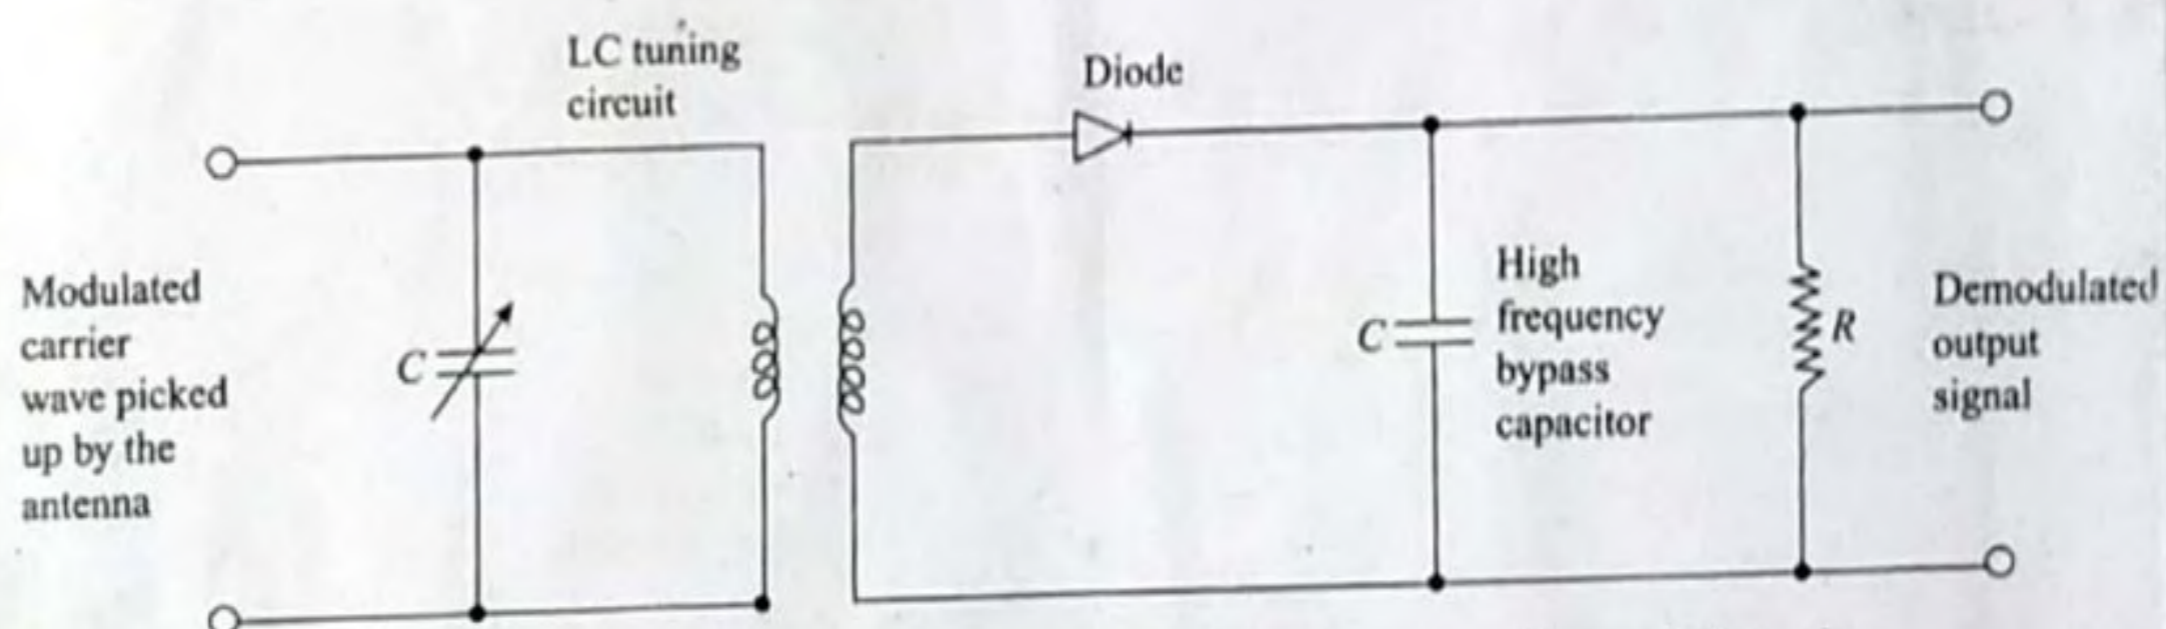 LC tuning
circuit
Diode
Modulated
carrier
wave picked
up by the
antenna
C
C
High
frequency
bypass
capacitor
R
Demodulated
output
signal